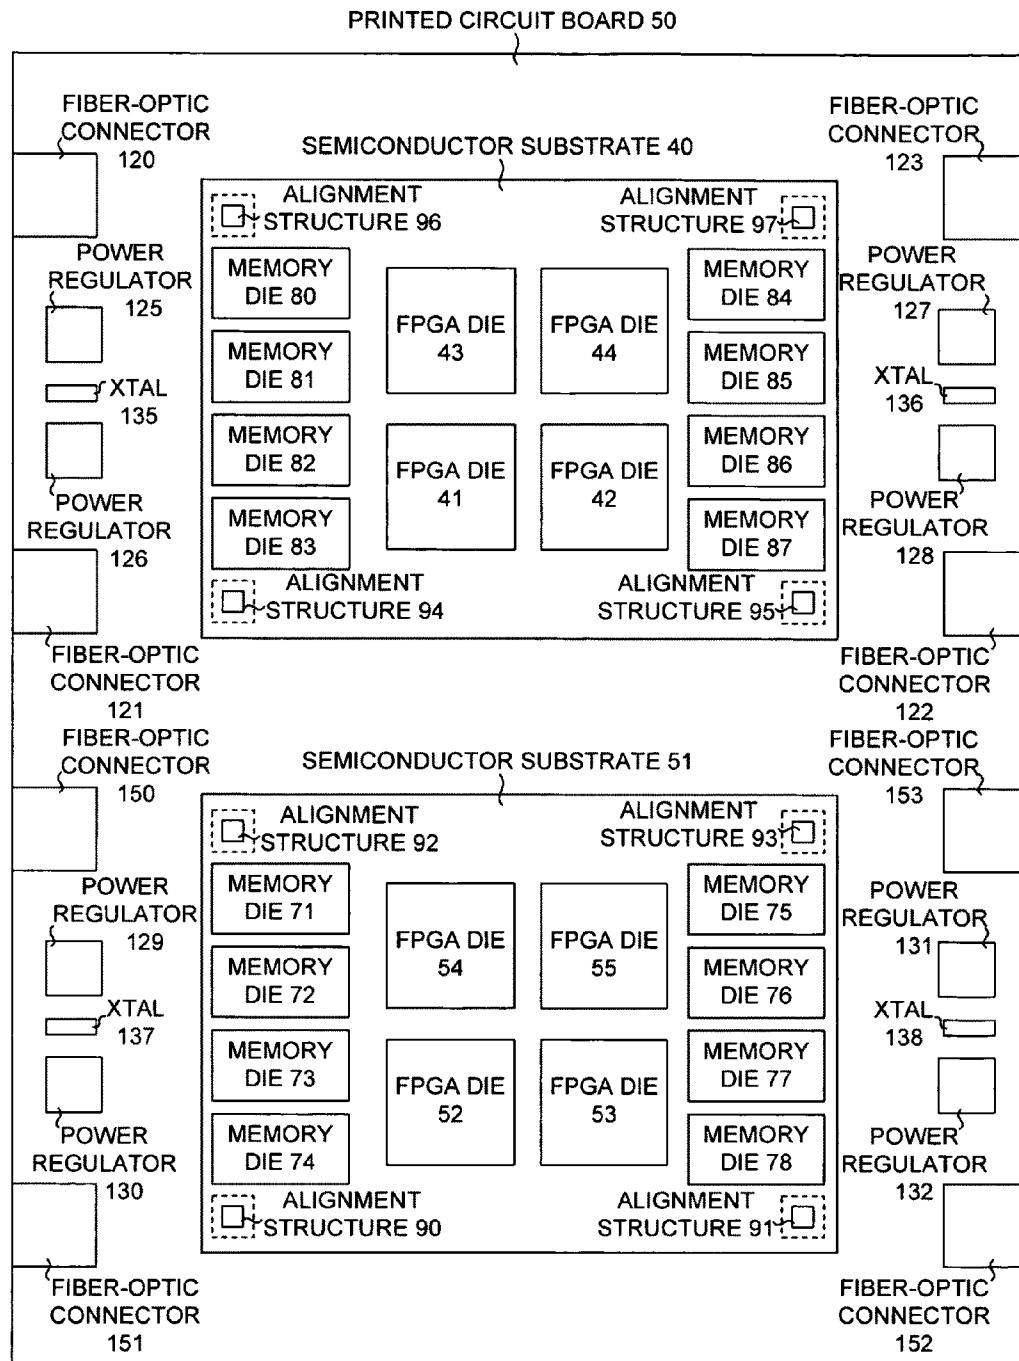 PRINTED CIRCUIT BOARD 50
FIBER-OPTIC
CONNECTOR
120
FIBER-OPTIC
CONNECTOR
123
SEMICONDUCTOR SUBSTRATE 40
ALIGNMENT
STRUCTURE 96
ALIGNMENT
STRUCTURE 97
POWER
REGULATOR
125
MEMORY
DIE 80
FPGA DIE
43
FPGA DIE
44
MEMORY
DIE 84
POWER
REGULATOR
127
MEMORY
DIE 81
MEMORY
DIE 85
XTAL
135
XTAL
136
MEMORY
DIE 82
FPGA DIE
41
FPGA DIE
42
MEMORY
DIE 86
POWER
REGULATOR
126
MEMORY
DIE 83
MEMORY
DIE 87
POWER
REGULATOR
128
ALIGNMENT
STRUCTURE 94
ALIGNMENT
STRUCTURE 95
FIBER-OPTIC
CONNECTOR
121
FIBER-OPTIC
CONNECTOR
122
FIBER-OPTIC
CONNECTOR
150
SEMICONDUCTOR SUBSTRATE 51
FIBER-OPTIC
CONNECTOR
153
ALIGNMENT
STRUCTURE 92
ALIGNMENT
STRUCTURE 93
POWER
REGULATOR
129
MEMORY
DIE 71
FPGA DIE
54
FPGA DIE
55
MEMORY
DIE 75
POWER
REGULATOR
131
MEMORY
DIE 72
MEMORY
DIE 76
XTAL
137
XTAL
138
MEMORY
DIE 73
FPGA DIE
52
FPGA DIE
53
MEMORY
DIE 77
POWER
REGULATOR
130
MEMORY
DIE 74
MEMORY
DIE 78
POWER
REGULATOR
132
ALIGNMENT
STRUCTURE 90
ALIGNMENT
STRUCTURE 91
FIBER-OPTIC
CONNECTOR
151
FIBER-OPTIC
CONNECTOR
152